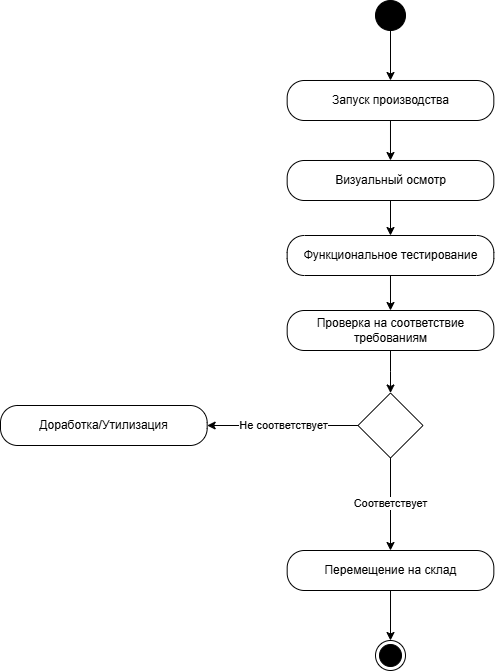 Запуск производства
Визуальный осмотр
Функциональное тестирование
Проверка на соответствие
требованиям
Доработка/Утилизация
Не соответствует
Соответствует
Перемещение на склад